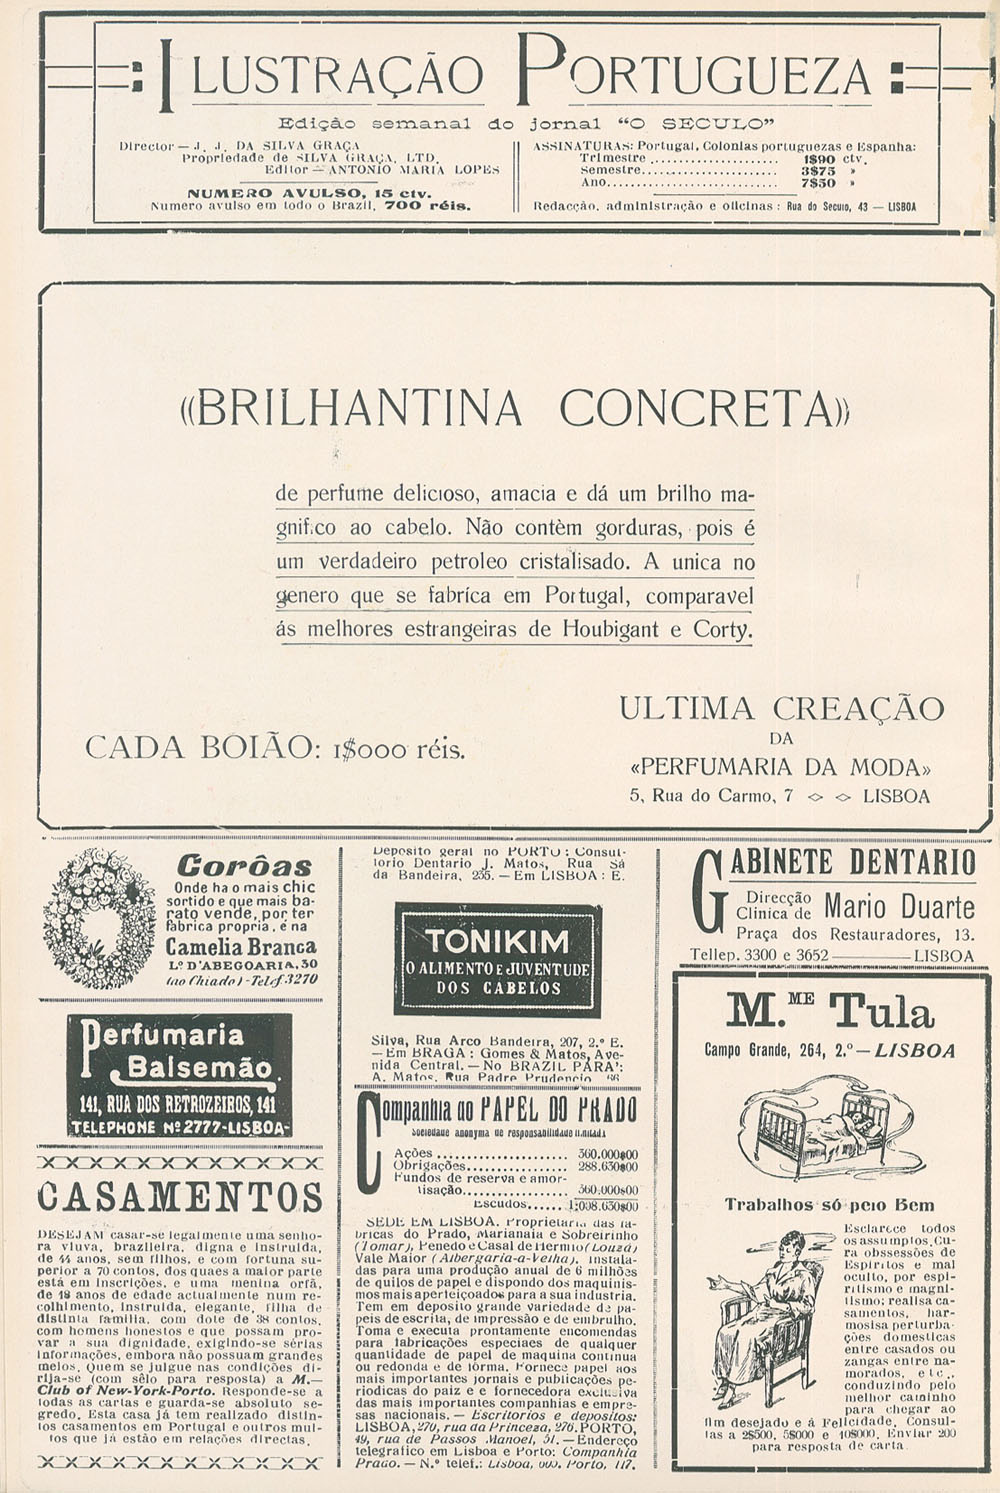 ILUSTRAÇÃO PORTUGUEZA
Edição semanal do jornal “O SECULO”
Director — J. J. DA SILVA GRAÇA
Propriedade de SILVA GRAÇA, LTD.
Editor — ANTONIO MARIA LOPES
NUMERO AVULSO, 15 ctv.
Numero avulso em todo o Brazil, 700 réis.
ASSINATURAS: Portugal, Colonias portuguezas e Espanha:
Trimestre ..................... 1$90 ctv.
Semestre....................... 3$75 »
Ano............................ 7$50 »
Redacção, administração e oficinas: Rua do Seculo, 43 — LISBOA
«BRILHANTINA CONCRETA»
de perfume delicioso, amacia e dá um brilho ma-
gnifico ao cabelo. Não contèm gorduras, pois é
um verdadeiro petroleo cristalisado. A unica no
genero que se fabríca em Portugal, comparavel
ás melhores estrangeiras de Houbigant e Corty.
CADA BOIÃO: 1$000 réis.
ULTIMA CREAÇÃO
DA
«PERFUMARIA DA MODA»
5, Rua do Carmo, 7 ◇ ◇ LISBOA
Corôas
Onde ha o mais chic
sortido e que mais ba-
rato vende, por ter
fabrica propria, é na
Camelia Branca
L.º D'ABEGOARIA, 50
(ao Chiado) - Telef 3270
Perfumaria
Balsemão
141, RUA DOS RETROZEIROS, 141
TELEPHONE Nº 2777-LISBOA-
CASAMENTOS
DESEJAM casar-se legalmente uma senho-
ra viuva, brazileira, digna e instruida,
de 44 anos, sem filhos, e com fortuna su-
perior a 70 contos, dos quaes a maior parte
está em inscrições, e uma menina orfã,
de 18 anos de edade actualmente num re-
colhimento, instruida, elegante, filha de
distinta familia, com dote de 38 contos,
com homens honestos e que possam pro-
var a sua dignidade, exigindo-se sérias
informações, embora não possuam grandes
meios. Quem se julgue nas condições di-
rija-se (com sêlo para resposta) a M.—
Club of New-York-Porto. Responde-se a
todas as cartas e guarda-se absoluto se-
gredo. Esta casa já tem realizado distin-
tos casamentos em Portugal e outros mui-
tos que já estão em relações directas.
Deposito geral no PORTO: Consul-
torio Dentario J. Matos, Rua Sá
da Bandeira, 235. — Em LISBOA: E.
TONIKIM
O ALIMENTO E JUVENTUDE
DOS CABELOS
Silva, Rua Arco Bandeira, 207, 2.º E.
— Em BRAGA: Gomes & Matos, Ave-
nida Central. — No BRAZIL PARÁ:
A. Matos, Rua Padre Prudencio 96
Companhia do PAPEL DO PRADO
Sociedade anonyma de responsabilidade limitada
Ações ..................... 360.000$00
Obrigações................. 288.650$00
Fundos de reserva e amor-
tisação.................. 360.000$00
Escudos...... 1:008.650$00
SÉDE EM LISBOA. Proprietaria das fa-
bricas do Prado, Marianaia e Sobreirinho
(Tomar), Penedo e Casal de Hermio (Louzã)
Vale Maior (Albergaria-a-Velha). Instala-
das para uma produção anual de 6 milhões
de quilos de papel e dispondo dos maquinis-
mos mais aperfeiçoados para a sua industria.
Tem em deposito grande variedade de pa-
peis de escrita, de impressão e de embrulho.
Toma e executa prontamente encomendas
para fabricações especiaes de qualquer
quantidade de papel de maquina continua
ou redonda e de fórma. Fornece papel aos
mais importantes jornais e publicações pe-
riodicas do paiz e e fornecedora exclusiva
das mais importantes companhias e empre-
sas nacionais. — Escritorios e depositos:
LISBOA, 270, rua da Princeza, 276. PORTO,
49, rua de Passos Manoel, 51. — Endereço
telegrafico em Lisboa e Porto: Companhia
Prado. — N.º telef.: Lisboa, Porto, 117.
GABINETE DENTARIO
Direcção
Clinica de Mario Duarte
Praça dos Restauradores, 13.
Tellep. 3300 e 3652 — LISBOA
M.ME Tula
Campo Grande, 264, 2.º — LISBOA
Trabalhos só pelo Bem
Esclarece todos
os assumptos. Cu-
ra obssessões de
Espiritos e mal
oculto, por espi-
ritismo e magni-
tismo; realisa ca-
samentos, har-
mosisa perturba-
ções domesticas
entre casados ou
zangas entre na-
morados, etc.,
conduzindo pelo
melhor caminho
para chegar ao
fim desejado e á Felicidade. Consul-
tas a 2$500, 5$000 e 10$000. Enviar 200
para resposta de carta.